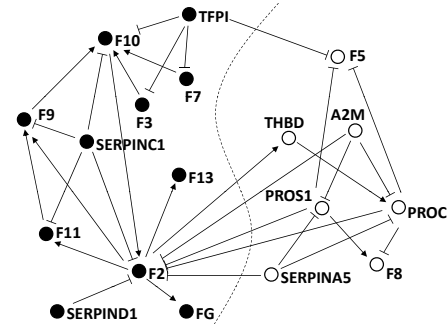 TFPI
F10
F5
F7
F3
F9
THBD
A2M
SERPINC1
F13
PROS1
PROC
F11
F2
F8
SERPINA5
SERPIND1
FG